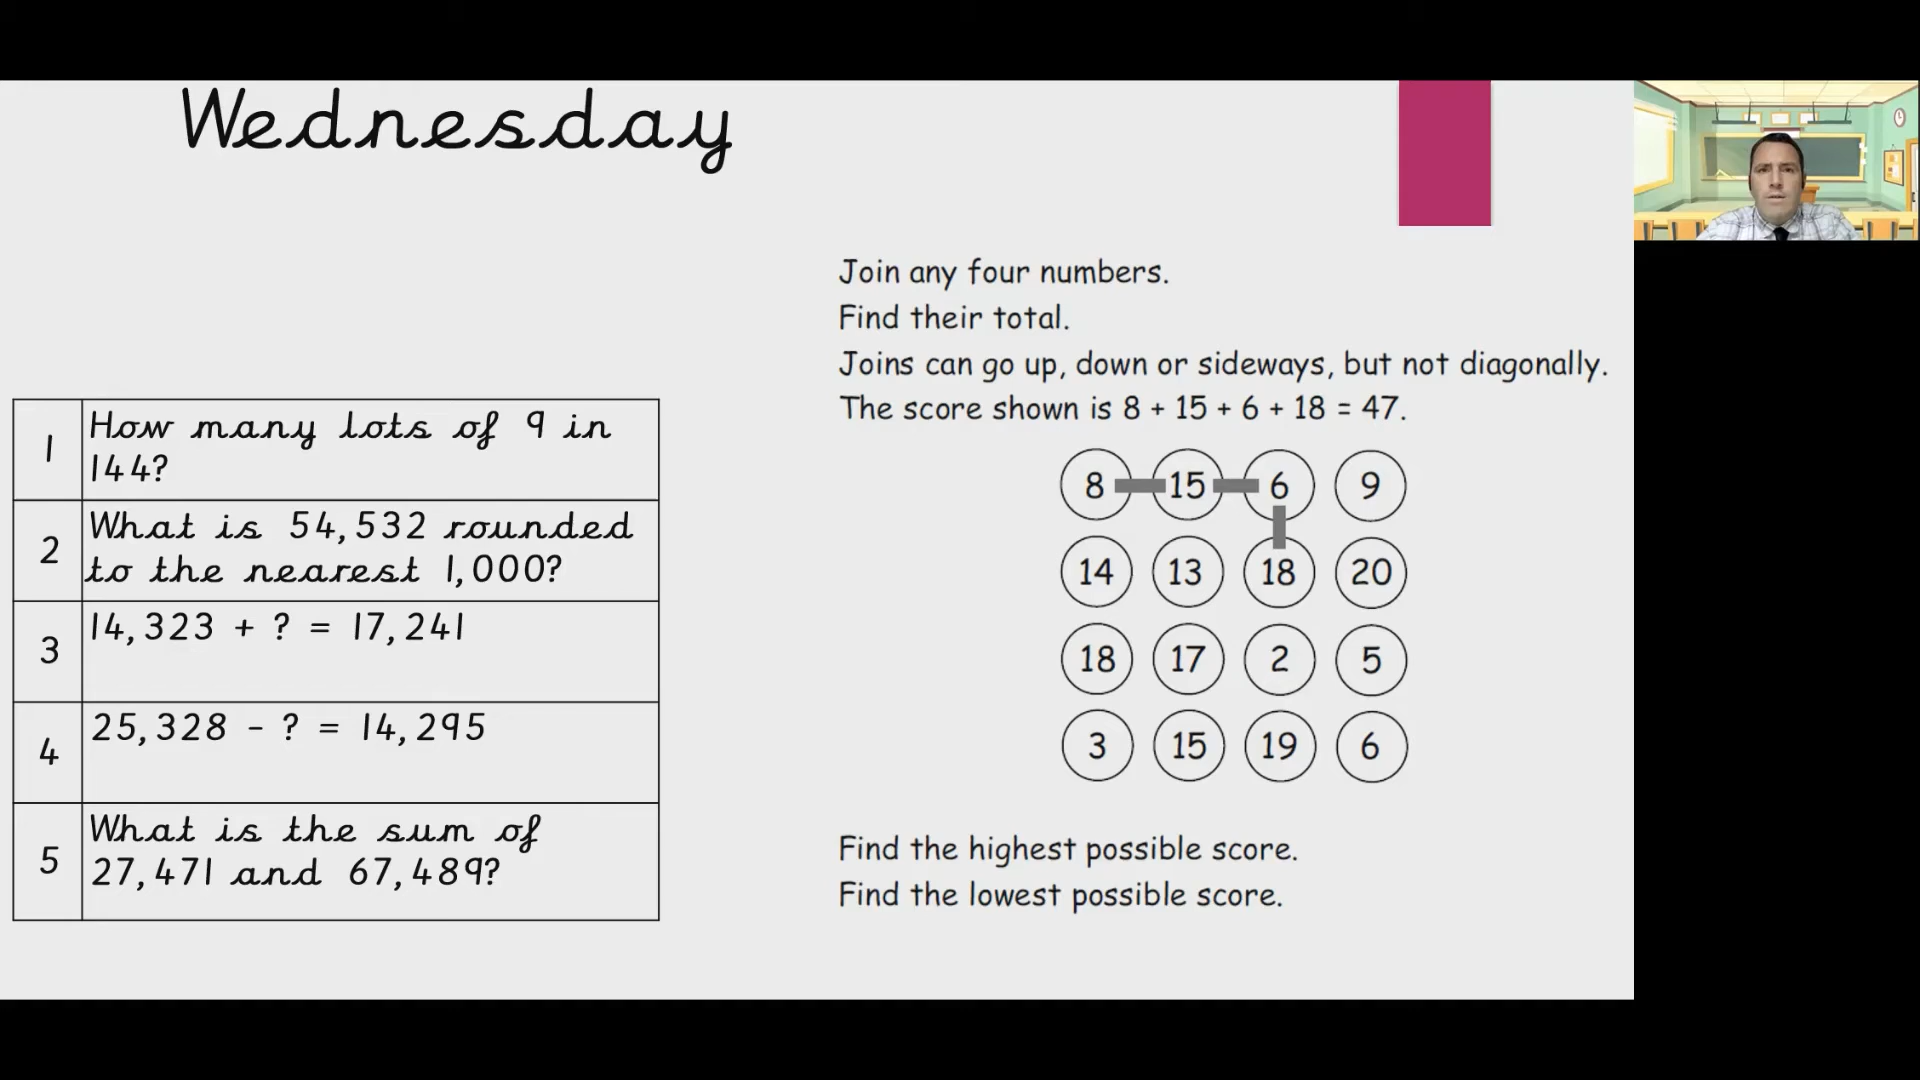 Wednesday
1 How many lots of 9 in
144?
2 What is 54,532 rounded
to the nearest 1,000?
3 14,323 + ? = 17,241
4 25,328 - ? = 14,295
5 What is the sum of
27,471 and 67,489?
Join any four numbers.
Find their total.
Joins can go up, down or sideways, but not diagonally.
The score shown is 8 + 15 + 6 + 18 = 47.
8 15 6 9
14 13 18 20
18 17 2 5
3 15 19 6
Find the highest possible score.
Find the lowest possible score.